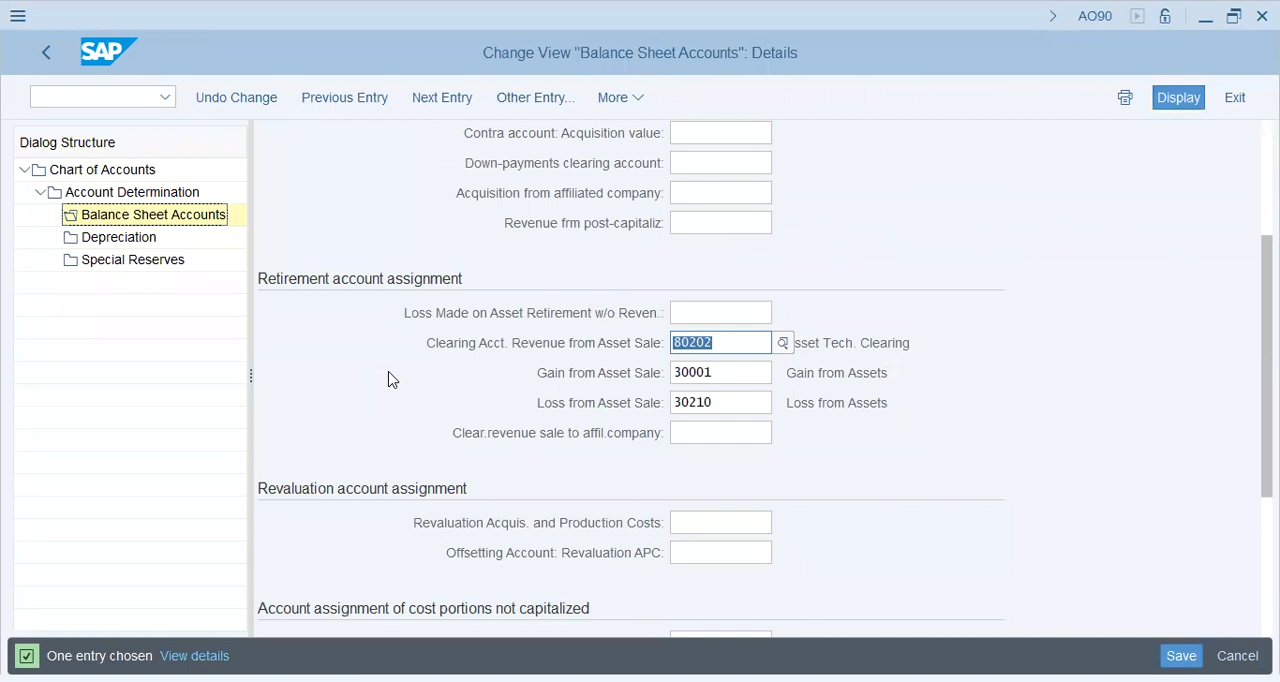 AO90
SAP
Change View "Balance Sheet Accounts": Details
Undo Change Previous Entry Next Entry Other Entry... More Display Exit
Dialog Structure
Chart of Accounts
Account Determination
Balance Sheet Accounts
Depreciation
Special Reserves
Contra account: Acquisition value:
Down-payments clearing account:
Acquisition from affiliated company:
Revenue frm post-capitaliz:
Retirement account assignment
Loss Made on Asset Retirement w/o Reven.:
Clearing Acct. Revenue from Asset Sale: 80202 sset Tech. Clearing
Gain from Asset Sale: 30001 Gain from Assets
Loss from Asset Sale: 30210 Loss from Assets
Clear.revenue sale to affil.company:
Revaluation account assignment
Revaluation Acquis. and Production Costs:
Offsetting Account: Revaluation APC:
Account assignment of cost portions not capitalized
One entry chosen View details Save Cancel